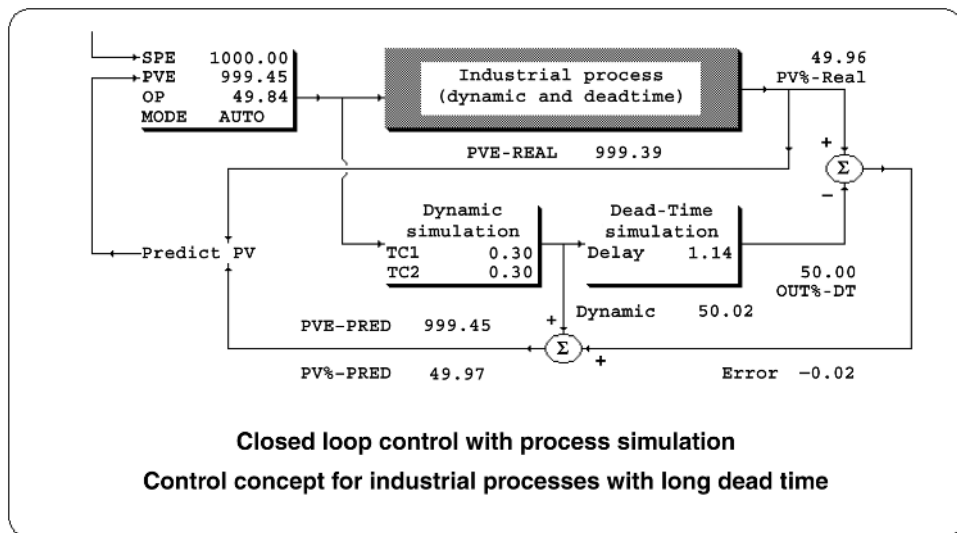 SPE 1000.00
PVE 999.45
OP 49.84
MODE AUTO
Industrial process
(dynamic and deadtime)
49.96
PV%-Real
PVE-REAL 999.39
+
Σ
−
Dynamic
simulation
TC1 0.30
TC2 0.30
Dead-Time
simulation
Delay 1.14
Predict PV
50.00
OUT%-DT
Dynamic 50.02
PVE-PRED 999.45
+
Σ
+
PV%-PRED 49.97
Error −0.02
Closed loop control with process simulation
Control concept for industrial processes with long dead time